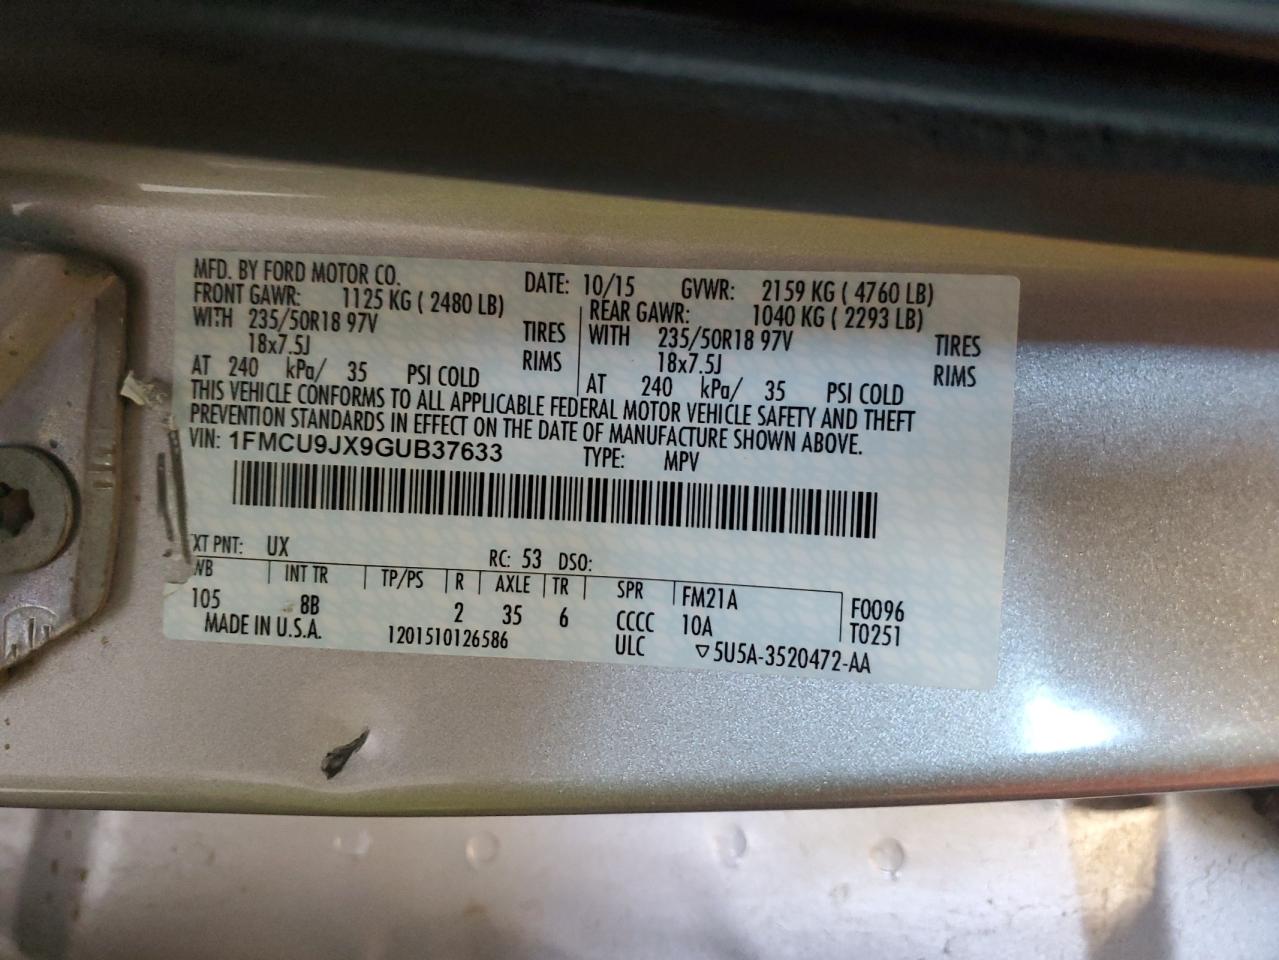 MFD. BY FORD MOTOR CO. DATE: 10/15 GVWR: 2159 KG ( 4760 LB)
FRONT GAWR: 1125 KG ( 2480 LB) REAR GAWR: 1040 KG ( 2293 LB)
WITH 235/50R18 97V TIRES WITH 235/50R18 97V TIRES
18x7.5J RIMS 18x7.5J RIMS
AT 240 kPa/ 35 PSI COLD AT 240 kPa/ 35 PSI COLD
THIS VEHICLE CONFORMS TO ALL APPLICABLE FEDERAL MOTOR VEHICLE SAFETY AND THEFT
PREVENTION STANDARDS IN EFFECT ON THE DATE OF MANUFACTURE SHOWN ABOVE.
VIN: 1FMCU9JX9GUB37633 TYPE: MPV
XT PNT: UX RC: 53 DSO:
WB INT TR TP/PS R AXLE TR SPR FM21A F0096
105 8B 2 35 6 CCCC 10A T0251
MADE IN U.S.A. 1201510126586 ULC ▽5U5A-3520472-AA